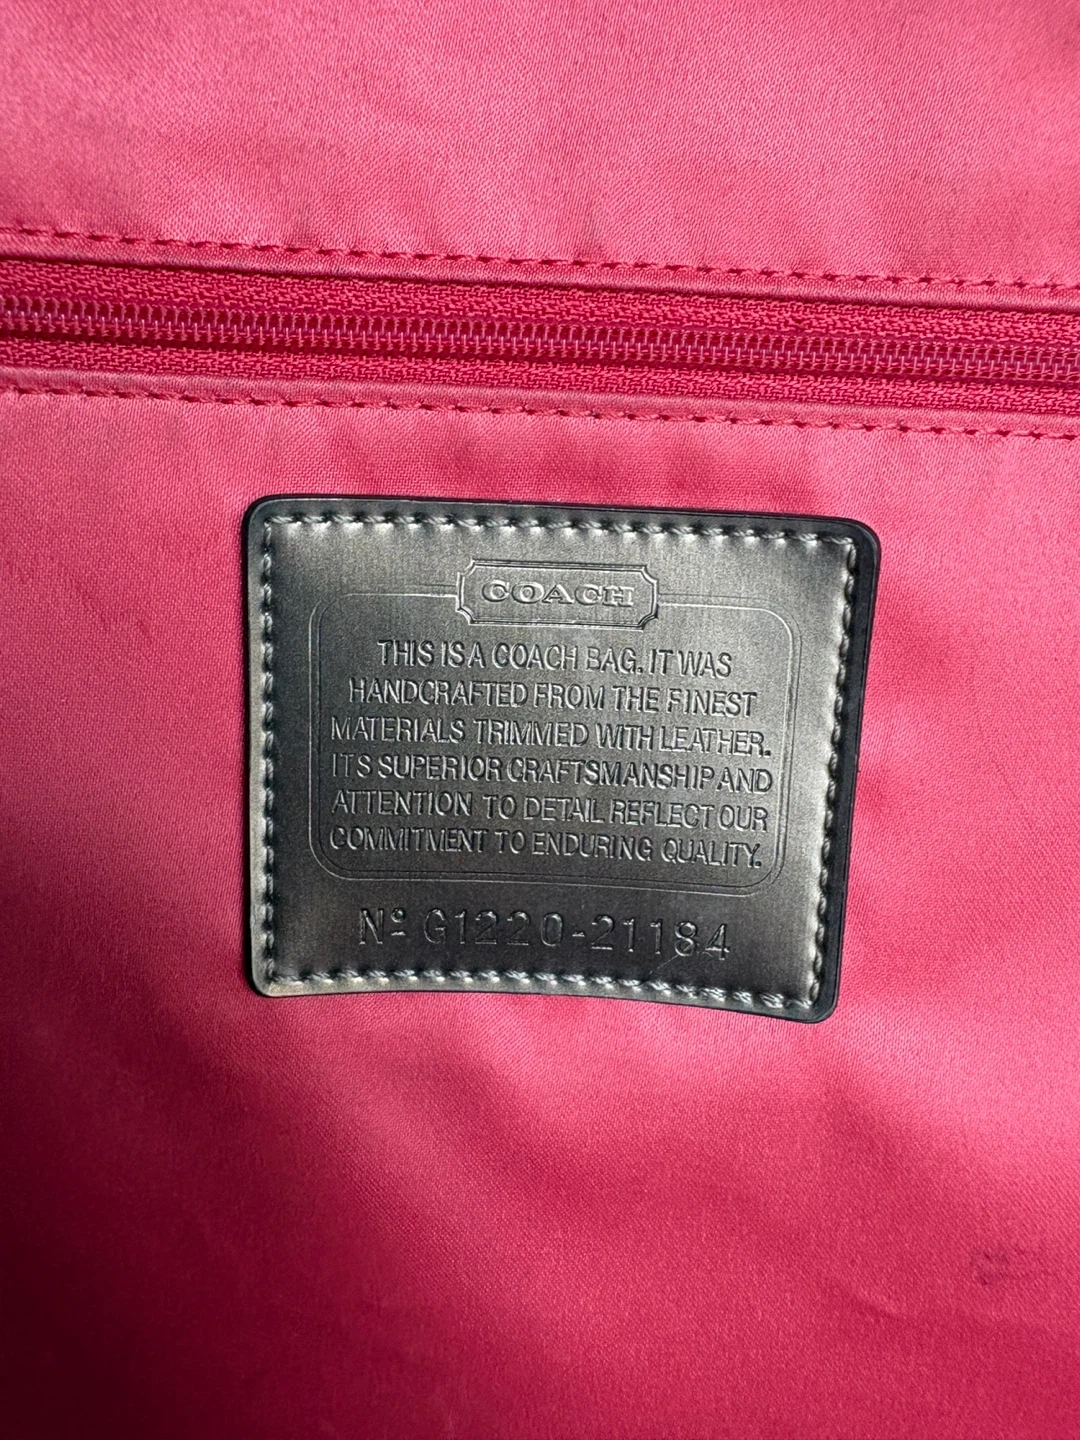 COACH
THIS IS A COACH BAG. IT WAS
HANDCRAFTED FROM THE FINEST
MATERIALS TRIMMED WITH LEATHER.
ITS SUPERIOR CRAFTSMANSHIP AND
ATTENTION TO DETAIL REFLECT OUR
COMMITMENT TO ENDURING QUALITY.
Nº G1220-21184